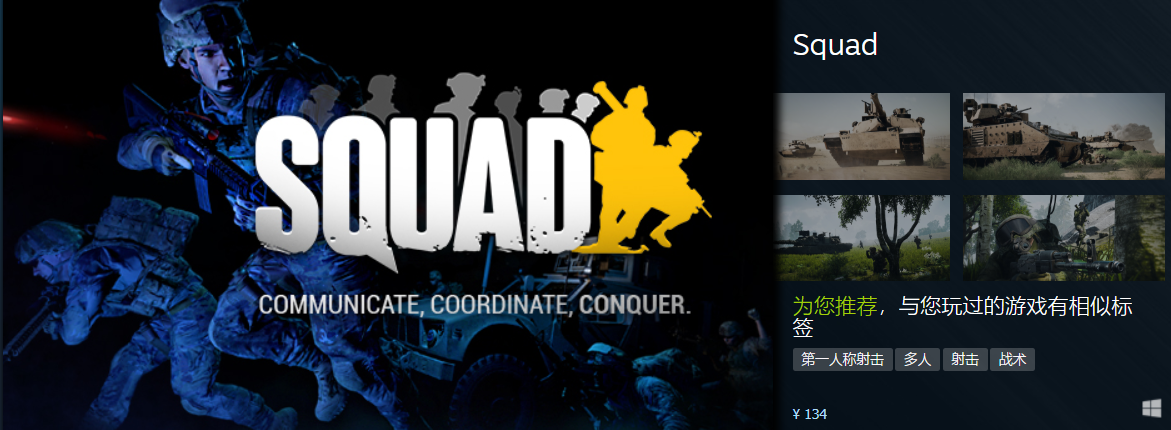 SQUAD
COMMUNICATE, COORDINATE, CONQUER.
Squad
为您推荐，与您玩过的游戏有相似标
签
第一人称射击 多人 射击 战术
¥ 134